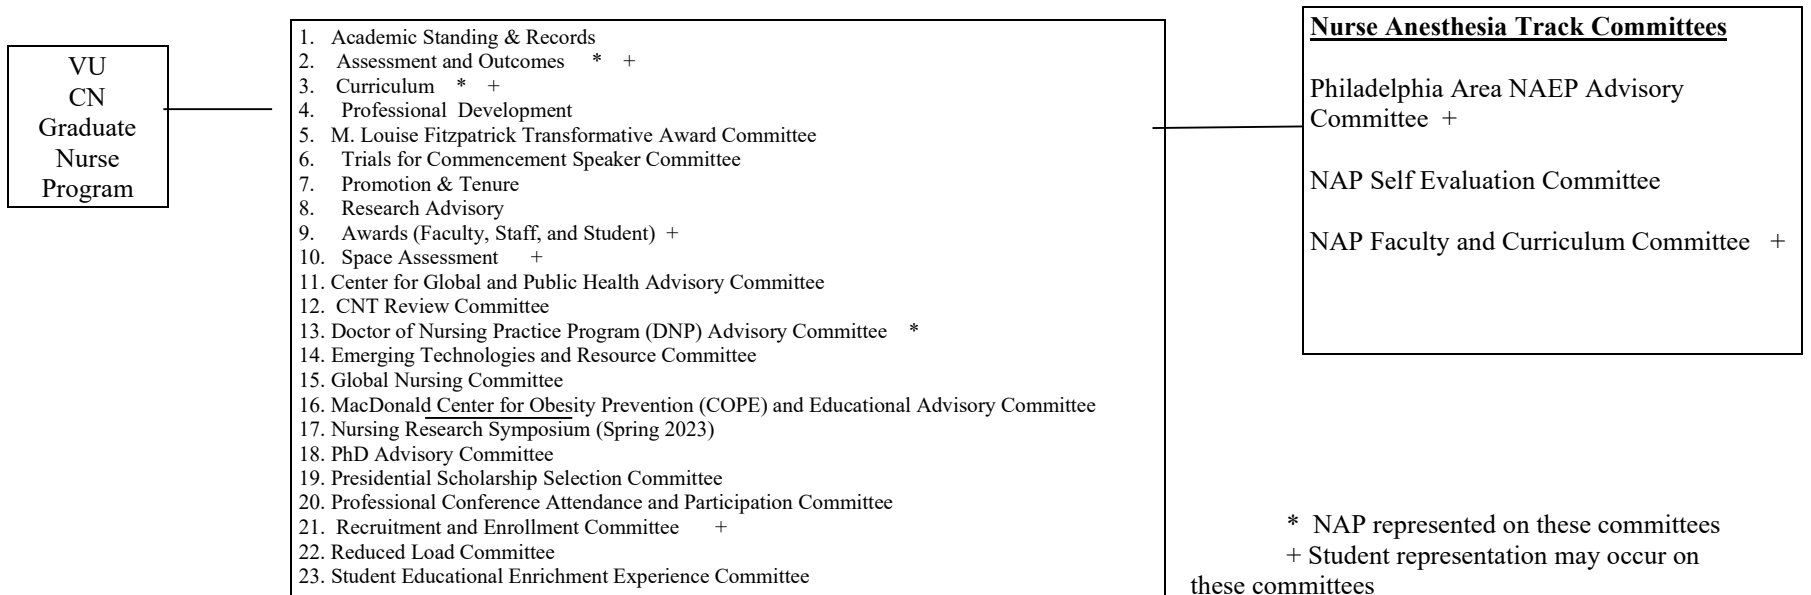 VU
CN
Graduate
Nurse
Program
1. Academic Standing & Records
2. Assessment and Outcomes * +
3. Curriculum * +
4. Professional Development
5. M. Louise Fitzpatrick Transformative Award Committee
6. Trials for Commencement Speaker Committee
7. Promotion & Tenure
8. Research Advisory
9. Awards (Faculty, Staff, and Student) +
10. Space Assessment +
11. Center for Global and Public Health Advisory Committee
12. CNT Review Committee
13. Doctor of Nursing Practice Program (DNP) Advisory Committee *
14. Emerging Technologies and Resource Committee
15. Global Nursing Committee
16. MacDonald Center for Obesity Prevention (COPE) and Educational Advisory Committee
17. Nursing Research Symposium (Spring 2023)
18. PhD Advisory Committee
19. Presidential Scholarship Selection Committee
20. Professional Conference Attendance and Participation Committee
21. Recruitment and Enrollment Committee +
22. Reduced Load Committee
23. Student Educational Enrichment Experience Committee
Nurse Anesthesia Track Committees
Philadelphia Area NAEP Advisory
Committee +
NAP Self Evaluation Committee
NAP Faculty and Curriculum Committee +
* NAP represented on these committees
+ Student representation may occur on
these committees